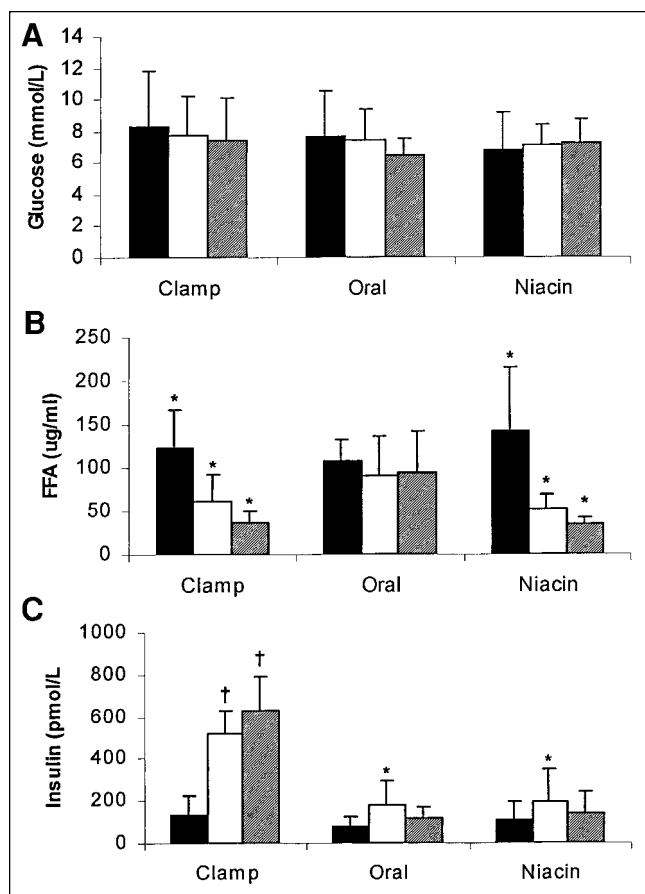 A
Glucose (mmol/L)
14
12
10
8
6
4
2
0
Clamp Oral Niacin
B
FFA (ug/ml)
250
200
150
100
50
0
* * * * * *
Clamp Oral Niacin
C
Insulin (pmol/L
1000
800
600
400
200
0
† † * *
Clamp Oral Niacin